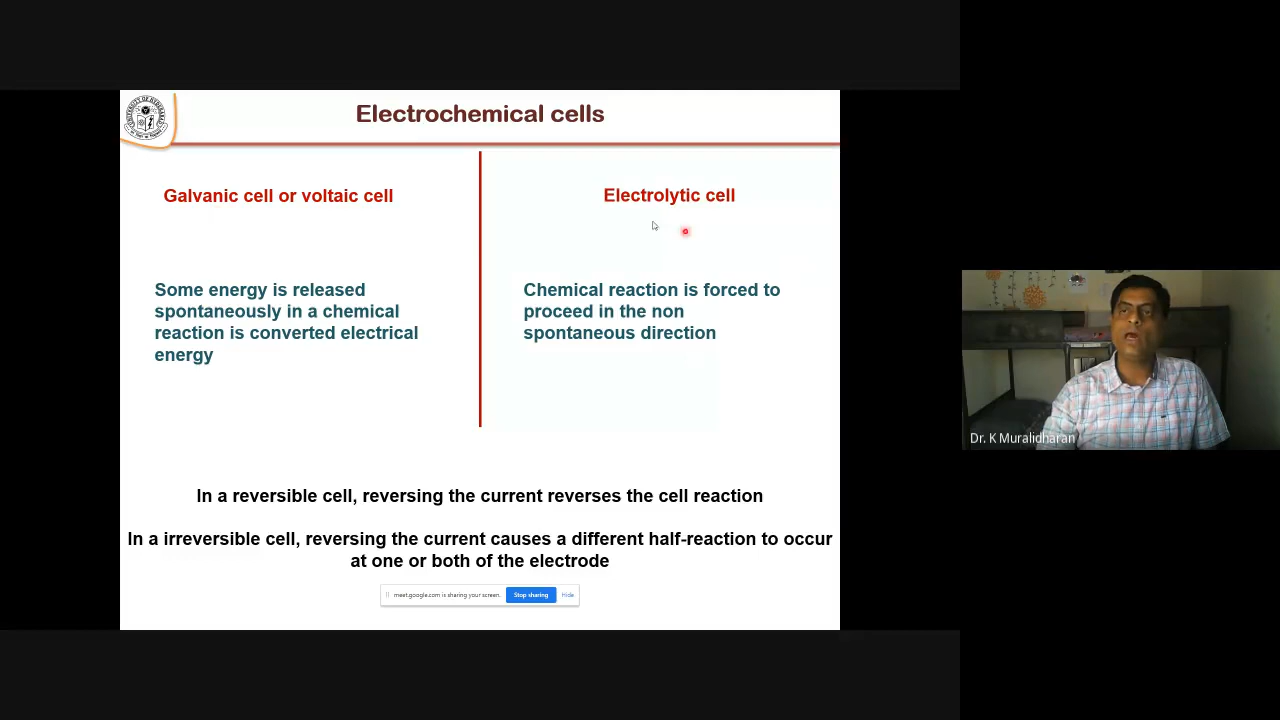 Electrochemical cells
Galvanic cell or voltaic cell
Some energy is released
spontaneously in a chemical
reaction is converted electrical
energy
Electrolytic cell
Chemical reaction is forced to
proceed in the non
spontaneous direction
In a reversible cell, reversing the current reverses the cell reaction
In a irreversible cell, reversing the current causes a different half-reaction to occur
at one or both of the electrode
meet.google.com is sharing your screen.
Stop sharing
Hide
Dr. K Muralidharan